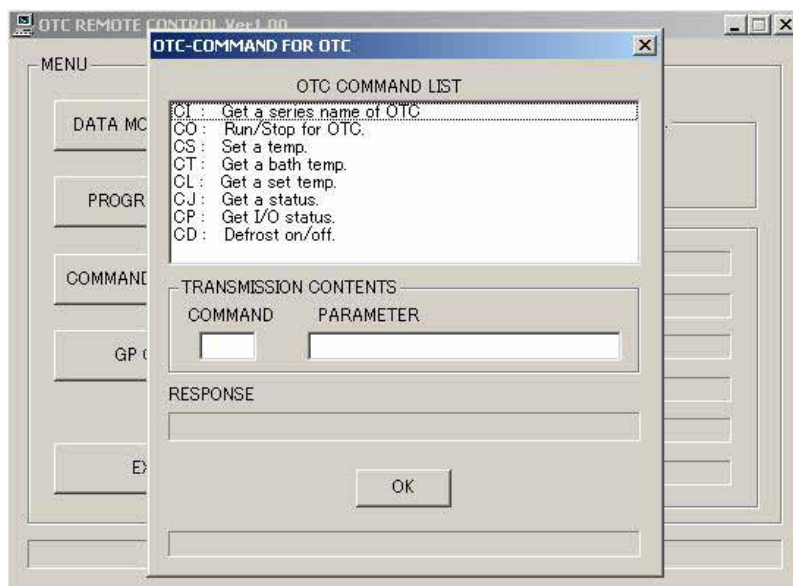 OTC REMOTE CONTROL Ver1.00
OTC-COMMAND FOR OTC
MENU
OTC COMMAND LIST
CI : Get a series name of OTC
CO : Run/Stop for OTC.
CS : Set a temp.
CT : Get a bath temp.
CL : Get a set temp.
CJ : Get a status.
CP : Get I/O status.
CD : Defrost on/off.
DATA MO
PROGR
COMMAND
GP
EX
TRANSMISSION CONTENTS
COMMAND PARAMETER
RESPONSE
OK